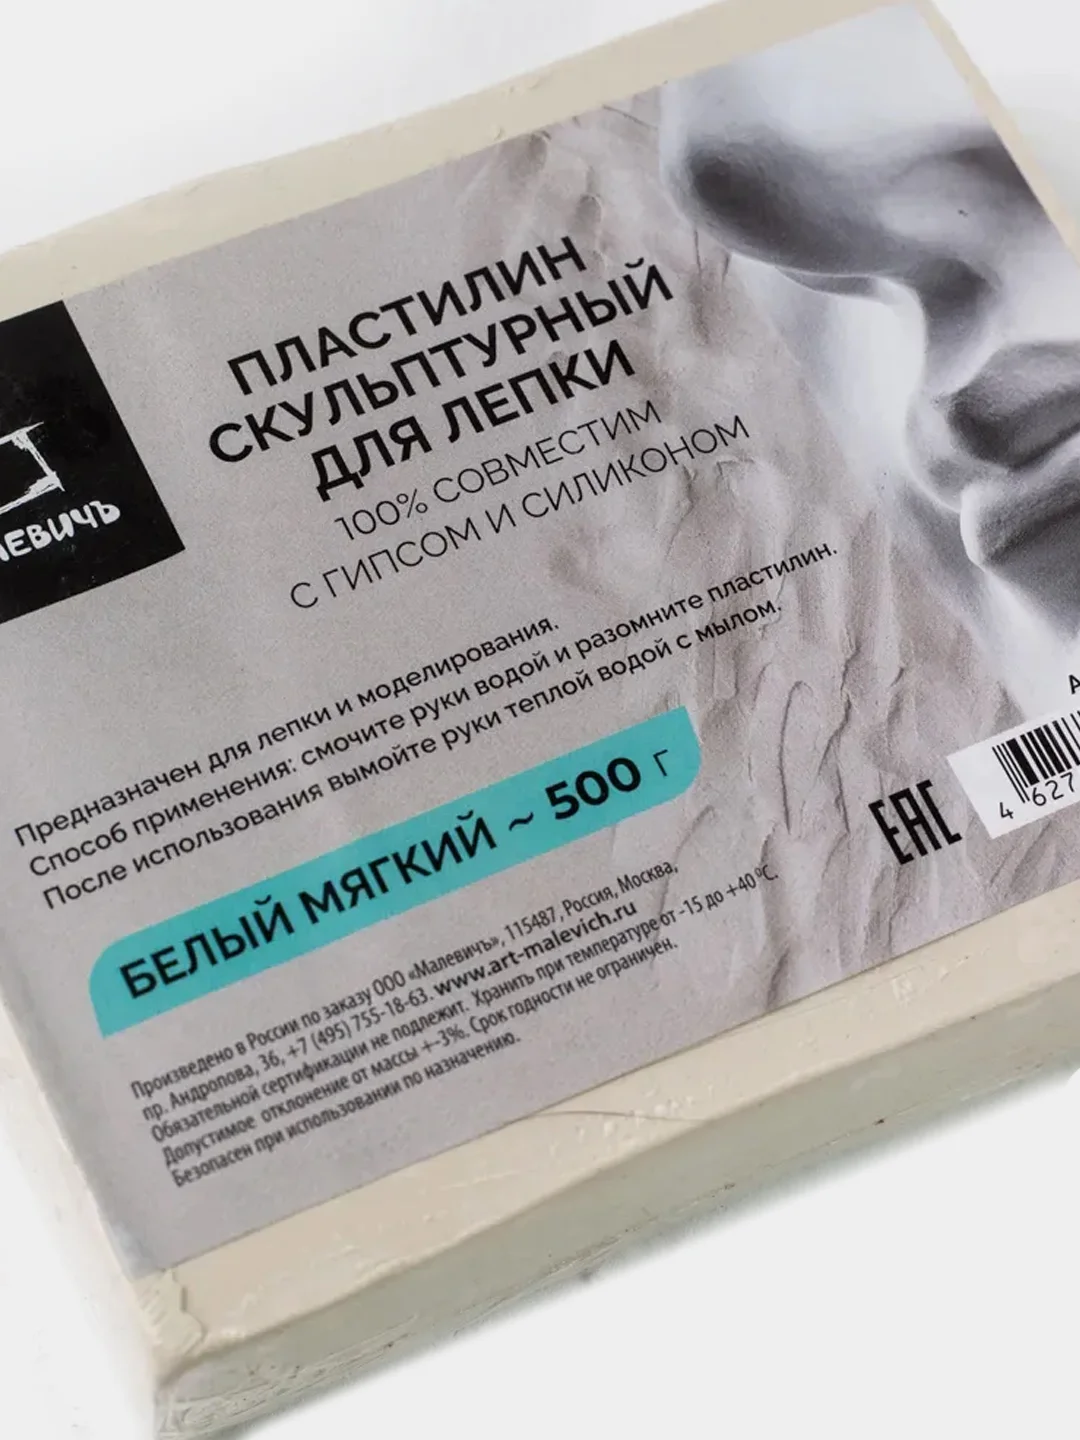 ПЛАСТИЛИН
СКУЛЬПТУРНЫЙ
ДЛЯ ЛЕПКИ
100% СОВМЕСТИМ
С ГИПСОМ И СИЛИКОНОМ
Предназначен для лепки и моделирования.
Способ применения: смочите руки водой и разомните пластилин.
После использования вымойте руки теплой водой с мылом.
БЕЛЫЙ МЯГКИЙ ~ 500 г
EAC
4 627
Произведено в России по заказу ООО «Малевичъ», 115487, Россия, Москва,
пр. Андропова, 36, +7 (495) 755-18-63. www.art-malevich.ru
Обязательной сертификации не подлежит. Хранить при температуре от -15 до +40 °C.
Допустимое отклонение от массы +-3%. Срок годности не ограничен.
Безопасен при использовании по назначению.